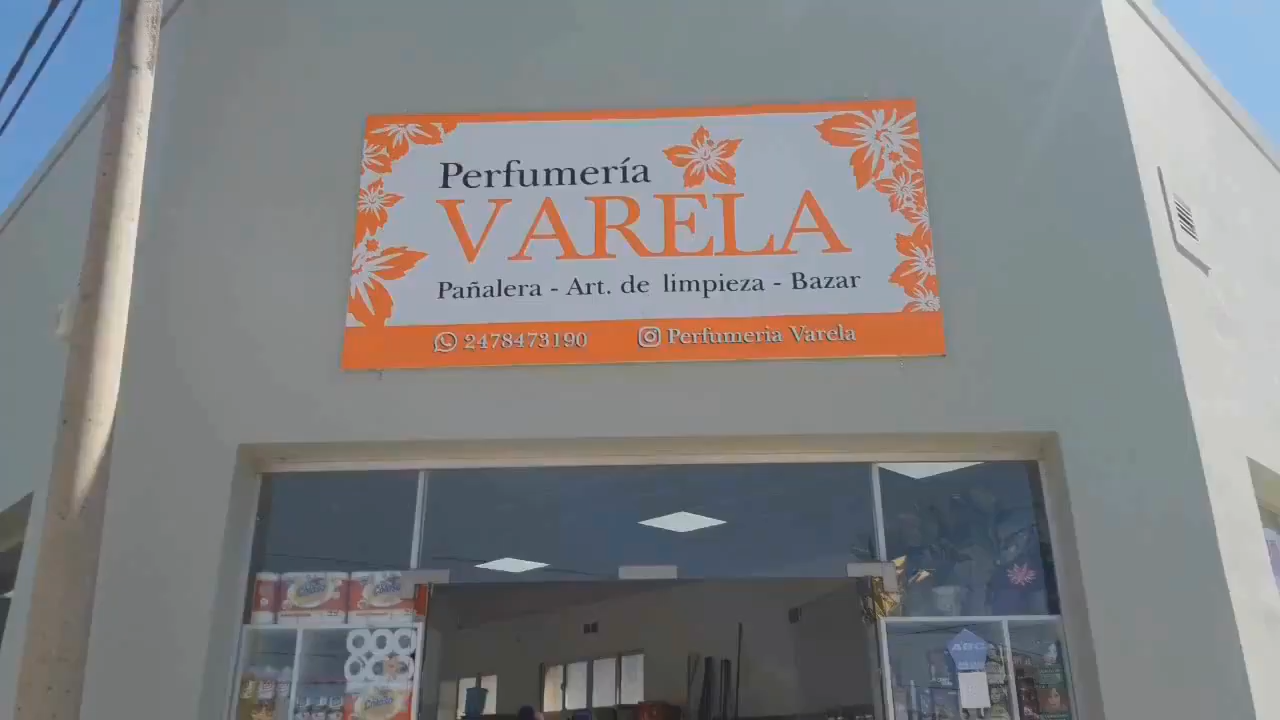 Perfumería
VARELA
Pañalera - Art. de limpieza - Bazar
2478473190
Perfumeria Varela